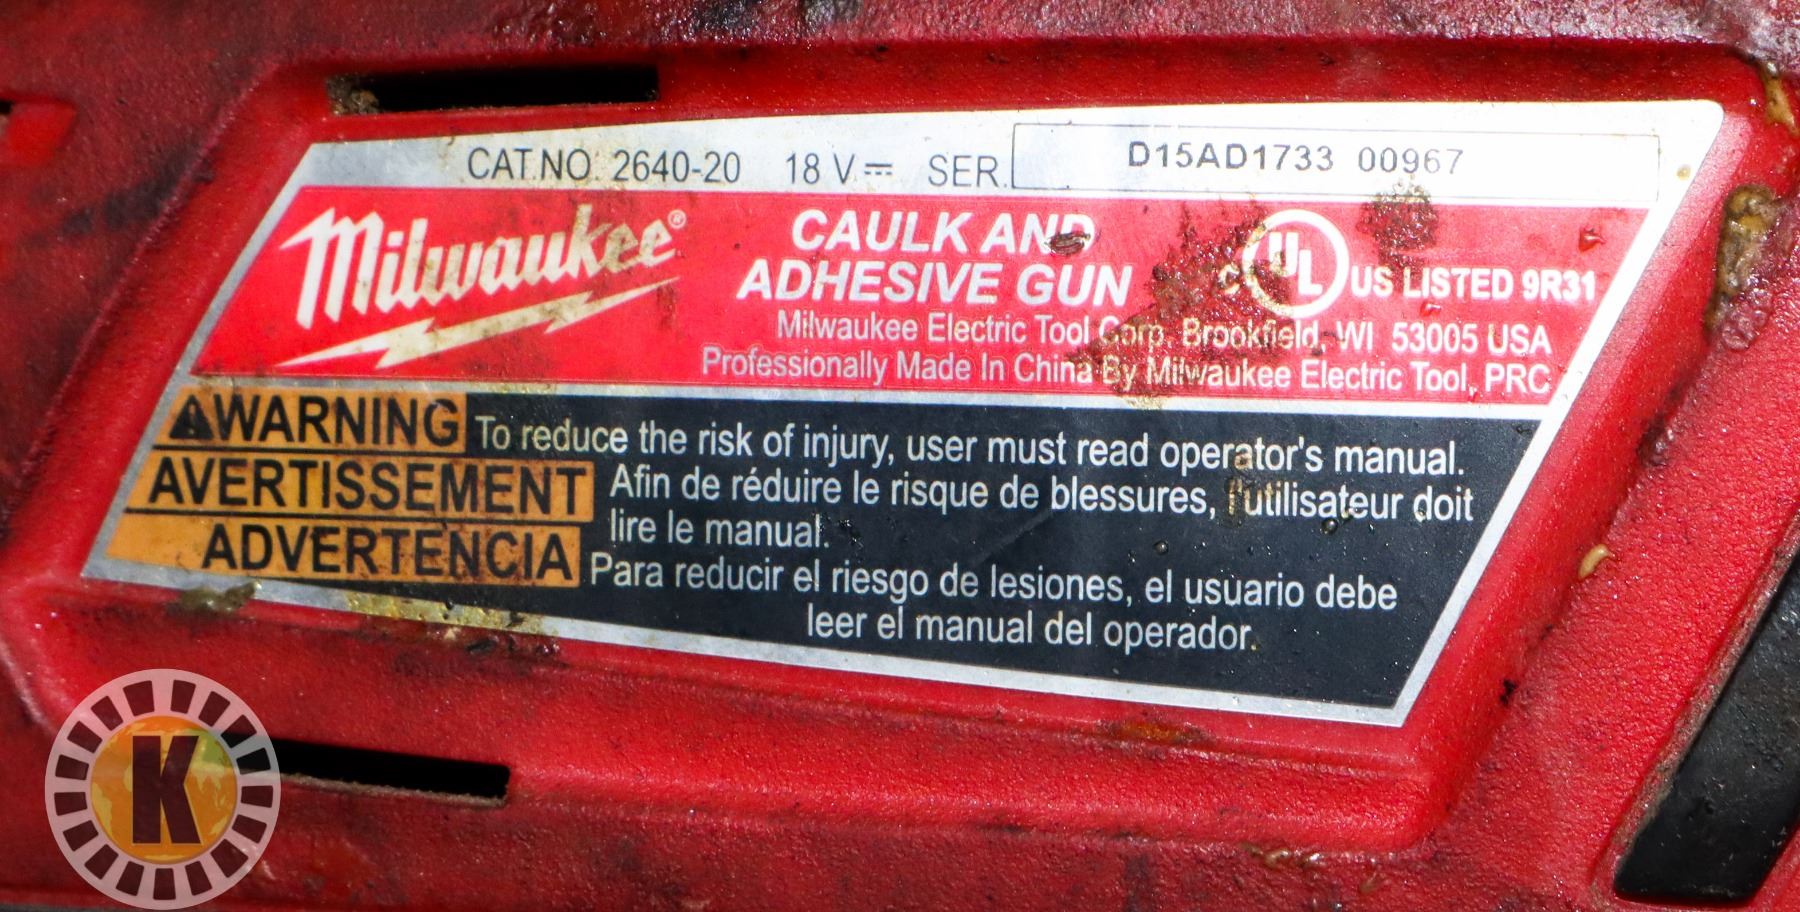 CAT.NO. 2640-20 18 V⎓ SER. D15AD1733 00967
Milwaukee®
CAULK AND
ADHESIVE GUN
C UL US LISTED 9R31
Milwaukee Electric Tool Corp. Brookfield, WI 53005 USA
Professionally Made In China By Milwaukee Electric Tool, PRC
WARNING To reduce the risk of injury, user must read operator's manual.
AVERTISSEMENT Afin de réduire le risque de blessures, l'utilisateur doit
lire le manual.
ADVERTENCIA Para reducir el riesgo de lesiones, el usuario debe
leer el manual del operador.
K